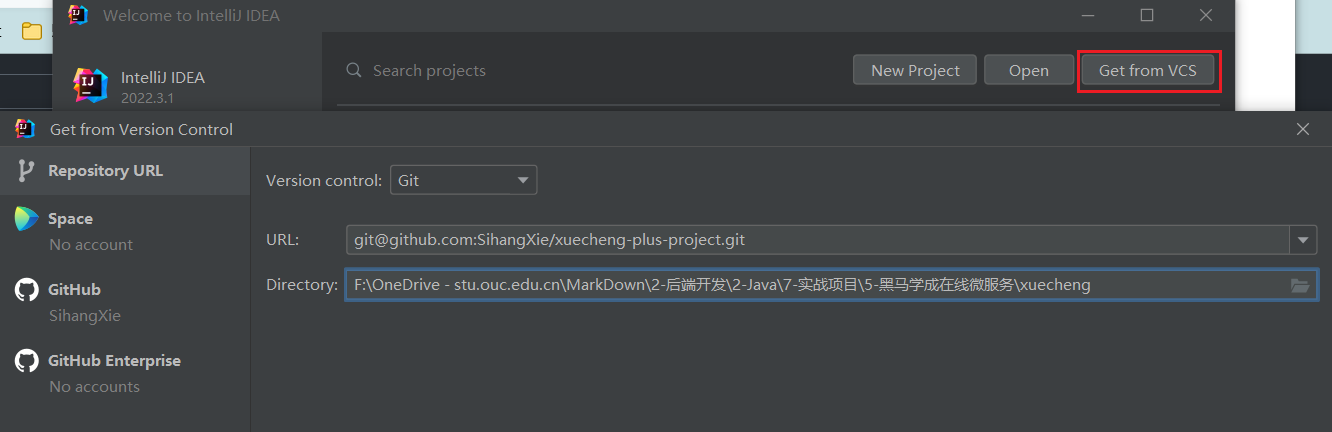 Welcome to IntelliJ IDEA
IntelliJ IDEA
2022.3.1
Search projects
New Project
Open
Get from VCS
Get from Version Control
Repository URL
Space
No account
GitHub
SihangXie
GitHub Enterprise
No accounts
Version control: Git
URL: git@github.com:SihangXie/xuecheng-plus-project.git
Directory: F:\OneDrive - stu.ouc.edu.cn\MarkDown\2-后端开发\2-Java\7-实战项目\5-黑马学成在线微服务\xuecheng